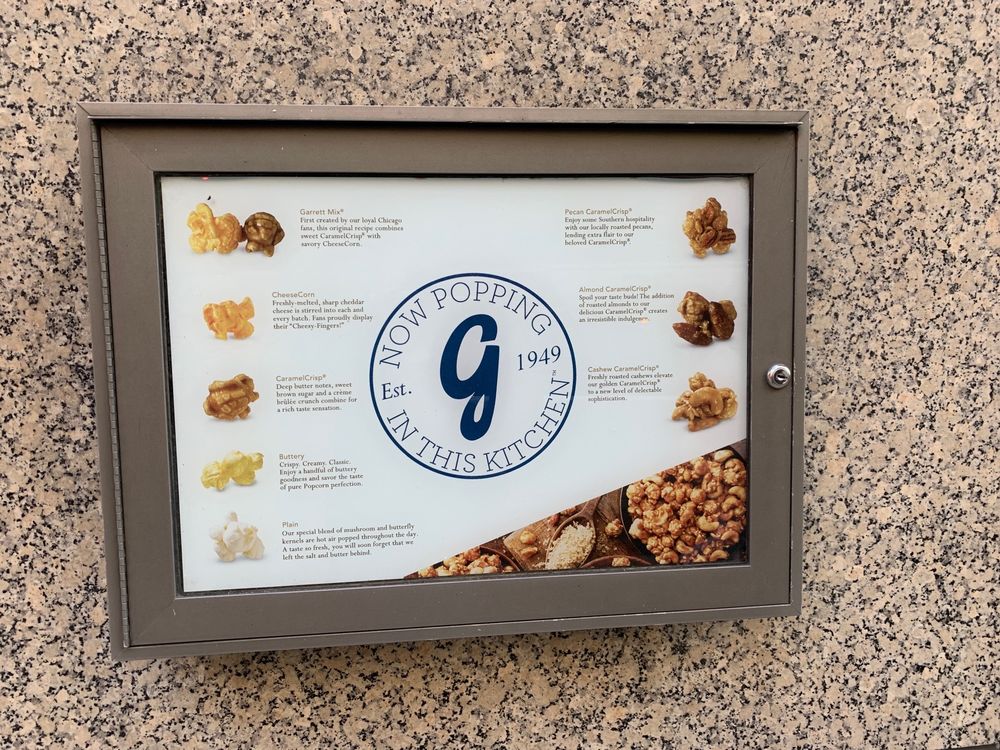 Garrett Mix®
First created by our loyal Chicago
fans, this original recipe combines
sweet CaramelCrisp® with
savory CheeseCorn.
CheeseCorn
Freshly-melted, sharp cheddar
cheese is stirred into each and
every batch. Fans proudly display
their "Cheesy-Fingers!"
CaramelCrisp®
Deep butter notes, sweet
brown sugar and a crème
brûlée crunch combine for
a rich taste sensation.
Buttery
Crispy. Creamy. Classic.
Enjoy a handful of buttery
goodness and savor the taste
of pure Popcorn perfection.
Plain
Our special blend of mushroom and butterfly
kernels are hot air popped throughout the day.
A taste so fresh, you will soon forget that we
left the salt and butter behind.
NOW POPPING
Est. g 1949
IN THIS KITCHEN™
Pecan CaramelCrisp®
Enjoy some Southern hospitality
with our locally roasted pecans,
lending extra flair to our
beloved CaramelCrisp®.
Almond CaramelCrisp®
Spoil your taste buds! The addition
of roasted almonds to our
delicious CaramelCrisp® creates
an irresistible indulgence.
Cashew CaramelCrisp®
Freshly roasted cashews elevate
our golden CaramelCrisp®
to a new level of delectable
sophistication.